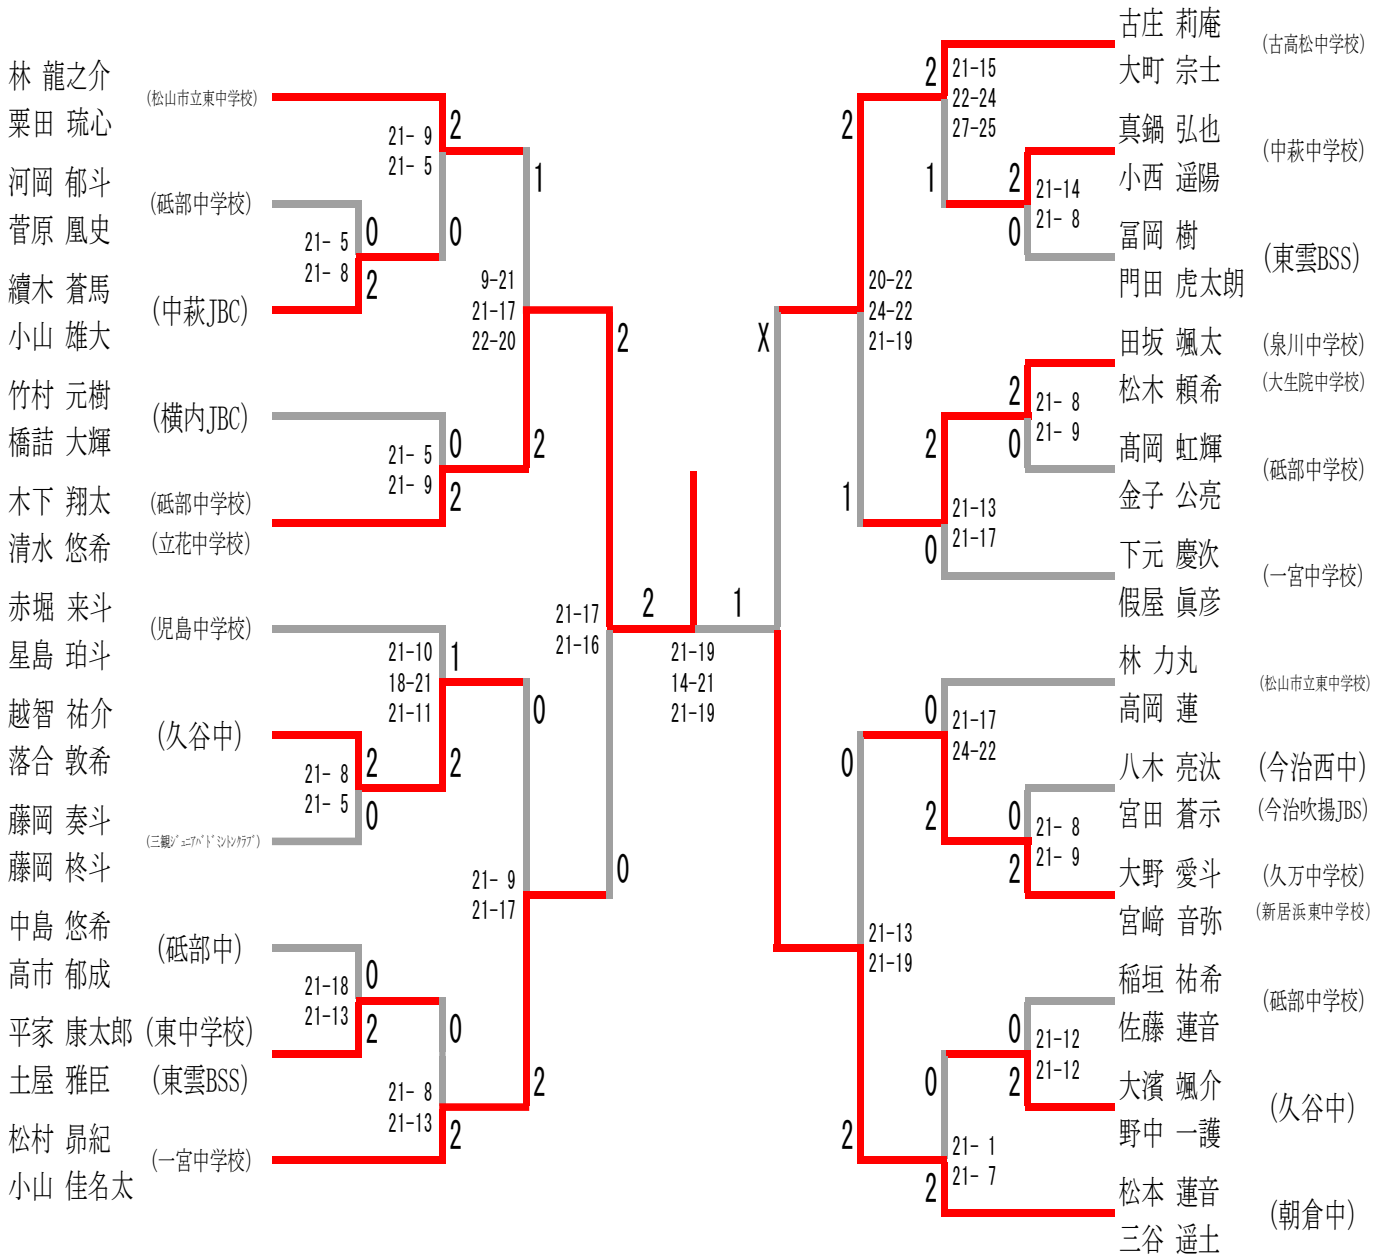 林 龍之介
(松山市立東中学校)
粟田 琉心
河岡 郁斗
(砥部中学校)
菅原 凰史
續木 蒼馬
(中萩JBC)
小山 雄大
竹村 元樹
(横内JBC)
橋詰 大輝
木下 翔太
(砥部中学校)
清水 悠希
(立花中学校)
赤堀 来斗
(児島中学校)
星島 珀斗
越智 祐介
(久谷中)
落合 敦希
藤岡 奏斗
(三観ジュニアバドミントンクラブ)
藤岡 柊斗
中島 悠希
(砥部中)
高市 郁成
平家 康太郎
(東中学校)
土屋 雅臣
(東雲BSS)
松村 昴紀
(一宮中学校)
小山 佳名太
21- 9
21- 5
2
0
21- 5
21- 8
0
2
1
9-21
21-17
22-20
2
21- 5
21- 9
0
2
2
21-10
18-21
21-11
1
2
21- 8
21- 5
2
0
0
21- 9
21-17
2
21-18
21-13
0
2
0
21- 8
21-13
2
21-17
21-16
0
2
1
21-19
14-21
21-19
X
2
21-15
22-24
27-25
1
2
21-14
21- 8
0
2
20-22
24-22
21-19
1
2
21- 8
21- 9
0
2
21-13
21-17
0
0
21-17
24-22
2
0
21- 8
21- 9
2
0
21-13
21-19
2
0
21-12
21-12
2
0
21- 1
21- 7
2
古庄 莉庵
(古高松中学校)
大町 宗士
真鍋 弘也
(中萩中学校)
小西 遥陽
冨岡 樹
(東雲BSS)
門田 虎太朗
田坂 颯太
(泉川中学校)
松木 頼希
(大生院中学校)
髙岡 虹輝
(砥部中学校)
金子 公亮
下元 慶次
(一宮中学校)
假屋 眞彦
林 力丸
(松山市立東中学校)
高岡 蓮
八木 亮汰
(今治西中)
宮田 蒼示
(今治吹揚JBS)
大野 愛斗
(久万中学校)
宮﨑 音弥
(新居浜東中学校)
稲垣 祐希
(砥部中学校)
佐藤 蓮音
大濱 颯介
(久谷中)
野中 一護
松本 蓮音
(朝倉中)
三谷 遥士